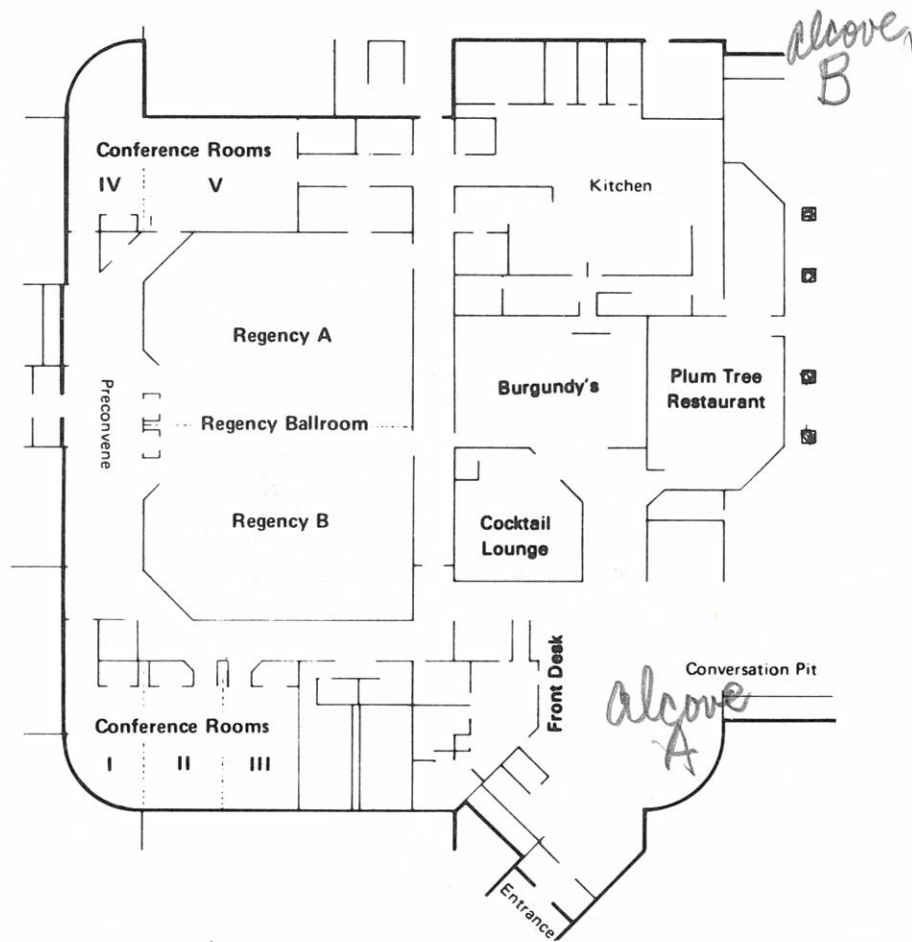 alcove
B
Conference Rooms
IV
V
Kitchen
Regency A
Preconvene
Regency Ballroom
Burgundy's
Plum Tree
Restaurant
Regency B
Cocktail
Lounge
Front Desk
Conversation Pit
alcove
A
Conference Rooms
I
II
III
Entrance